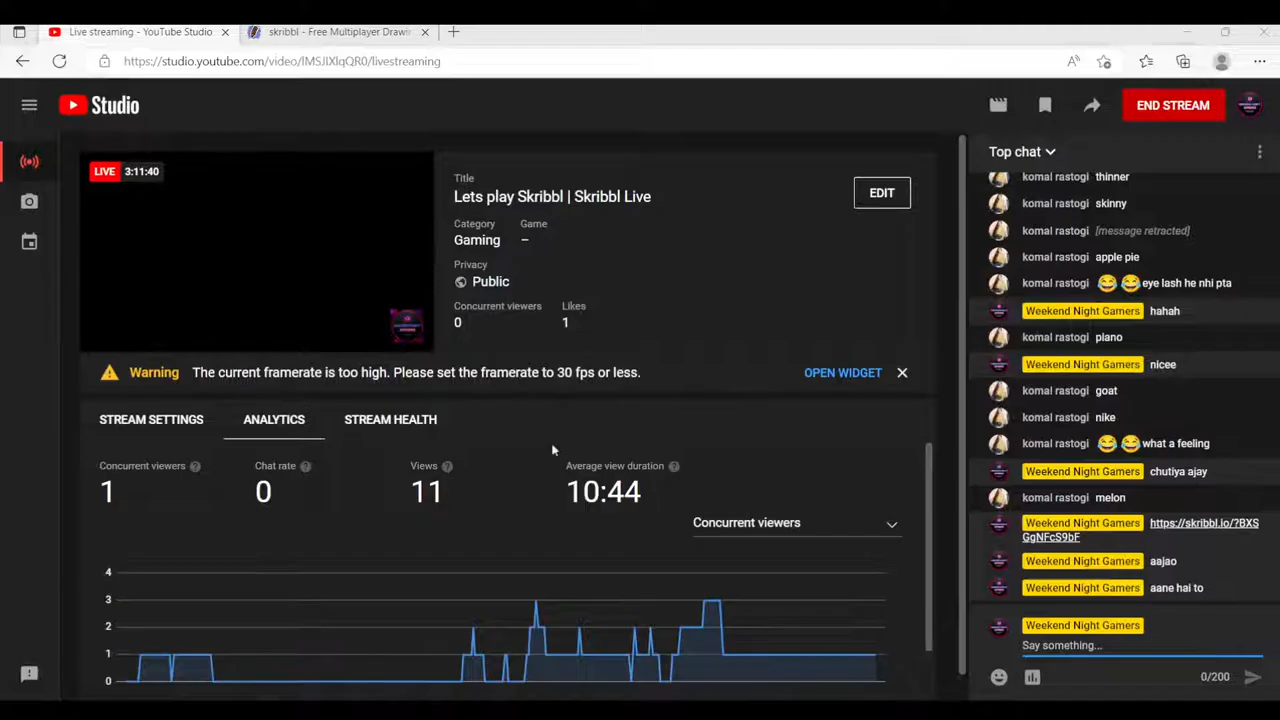 Live streaming - YouTube Studio
skribbl - Free Multiplayer Drawin
https://studio.youtube.com/video/lMSJlXlqQR0/livestreaming
Studio
END STREAM
LIVE 3:11:40
Title
Lets play Skribbl | Skribbl Live
EDIT
Category
Game
Gaming
–
Privacy
Public
Concurrent viewers
Likes
0
1
Warning The current framerate is too high. Please set the framerate to 30 fps or less.
OPEN WIDGET
STREAM SETTINGS
ANALYTICS
STREAM HEALTH
Concurrent viewers
Chat rate
Views
Average view duration
1
0
11
10:44
Concurrent viewers
4
3
2
1
0
Top chat
komal rastogi thinner
komal rastogi skinny
komal rastogi [message retracted]
komal rastogi apple pie
komal rastogi 😂 😂 eye lash he nhi pta
Weekend Night Gamers hahah
komal rastogi piano
Weekend Night Gamers nicee
komal rastogi goat
komal rastogi nike
komal rastogi 😂 😂 what a feeling
Weekend Night Gamers chutiya ajay
komal rastogi melon
Weekend Night Gamers https://skribbl.io/?BXS
GgNFcS9bF
Weekend Night Gamers aajao
Weekend Night Gamers aane hai to
Weekend Night Gamers
Say something...
0/200